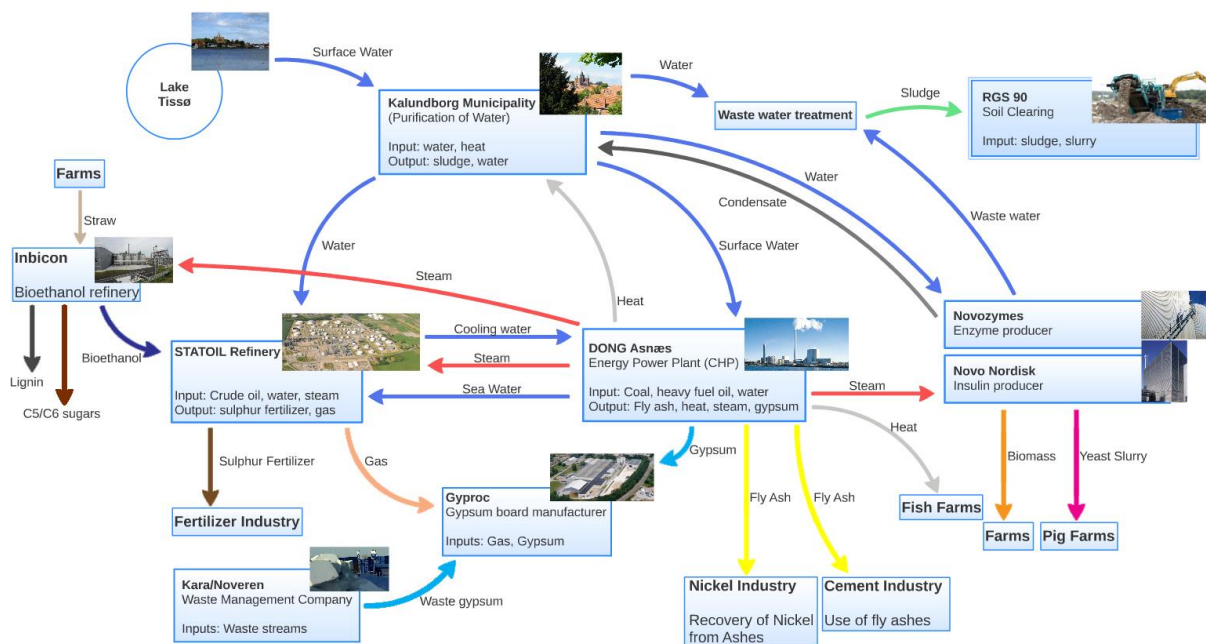 Surface Water
Lake
Tissø
Kalundborg Municipality
(Purification of Water)
Input: water, heat
Output: sludge, water
Water
Waste water treatment
Sludge
RGS 90
Soil Clearing
Imput: sludge, slurry
Farms
Straw
Water
Condensate
Waste water
Water
Surface Water
Inbicon
Bioethanol refinery
Steam
Heat
Novozymes
Enzyme producer
Bioethanol
Lignin
C5/C6 sugars
STATOIL Refinery
Input: Crude oil, water, steam
Output: sulphur fertilizer, gas
Cooling water
Steam
Sea Water
DONG Asnæs
Energy Power Plant (CHP)
Input: Coal, heavy fuel oil, water
Output: Fly ash, heat, steam, gypsum
Steam
Novo Nordisk
Insulin producer
Heat
Sulphur Fertilizer
Gas
Gypsum
Biomass
Yeast Slurry
Fertilizer Industry
Gyproc
Gypsum board manufacturer
Inputs: Gas, Gypsum
Fly Ash
Fly Ash
Fish Farms
Farms
Pig Farms
Kara/Noveren
Waste Management Company
Inputs: Waste streams
Waste gypsum
Nickel Industry
Recovery of Nickel
from Ashes
Cement Industry
Use of fly ashes